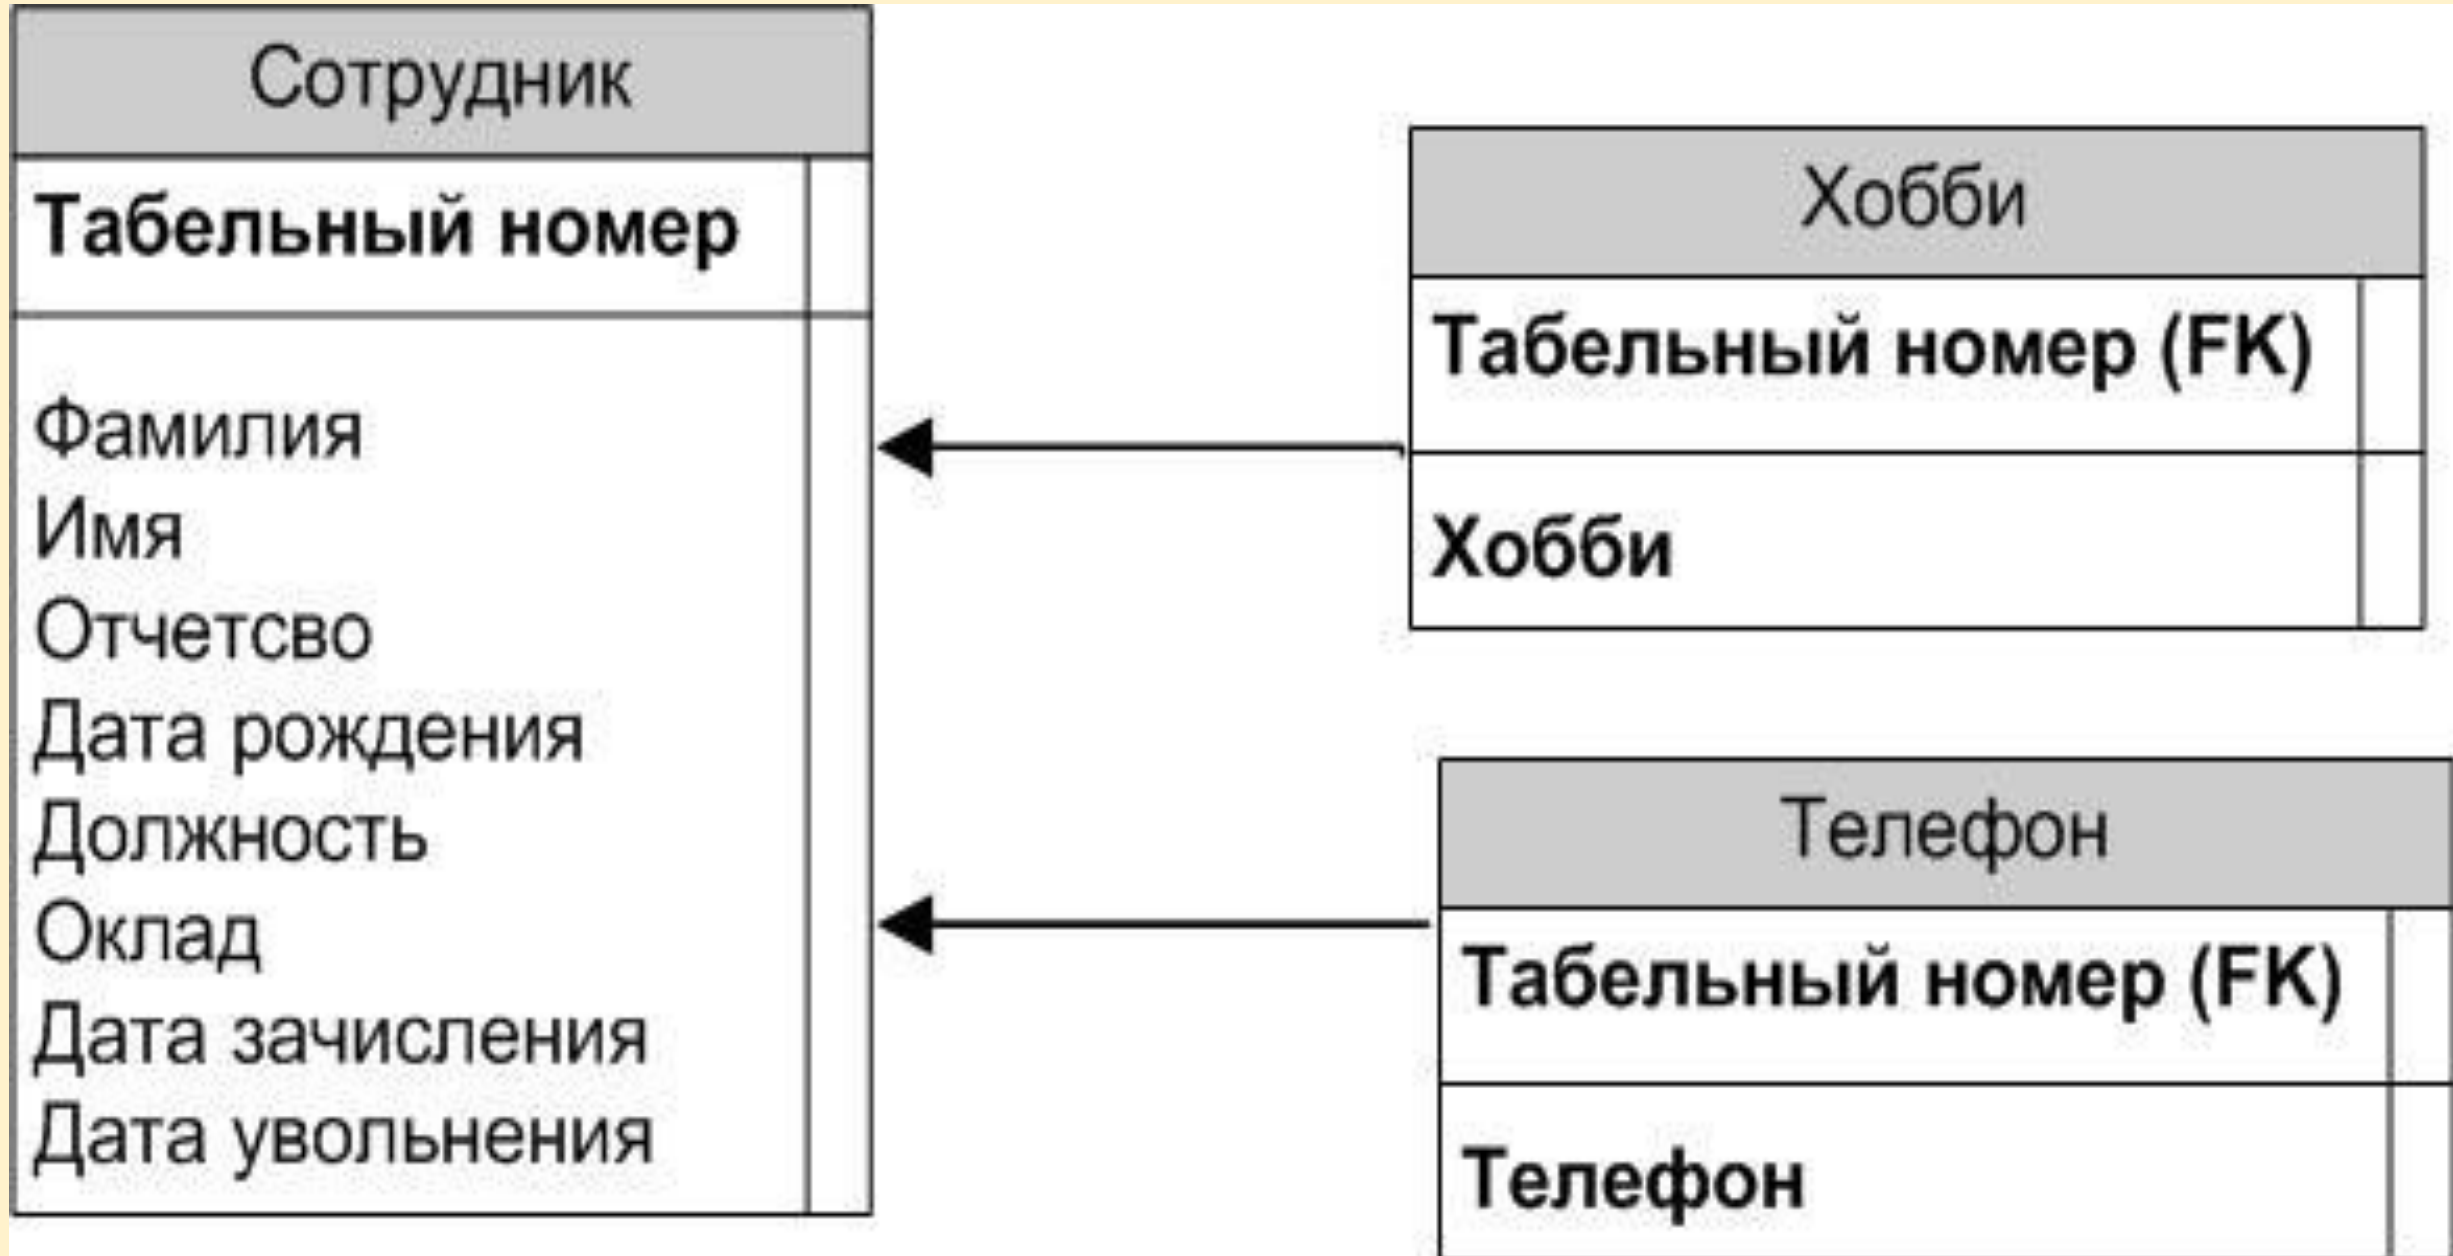 Сотрудник
Табельный номер
Фамилия
Имя
Отчетсво
Дата рождения
Должность
Оклад
Дата зачисления
Дата увольнения
Хобби
Табельный номер (FK)
Хобби
Телефон
Табельный номер (FK)
Телефон